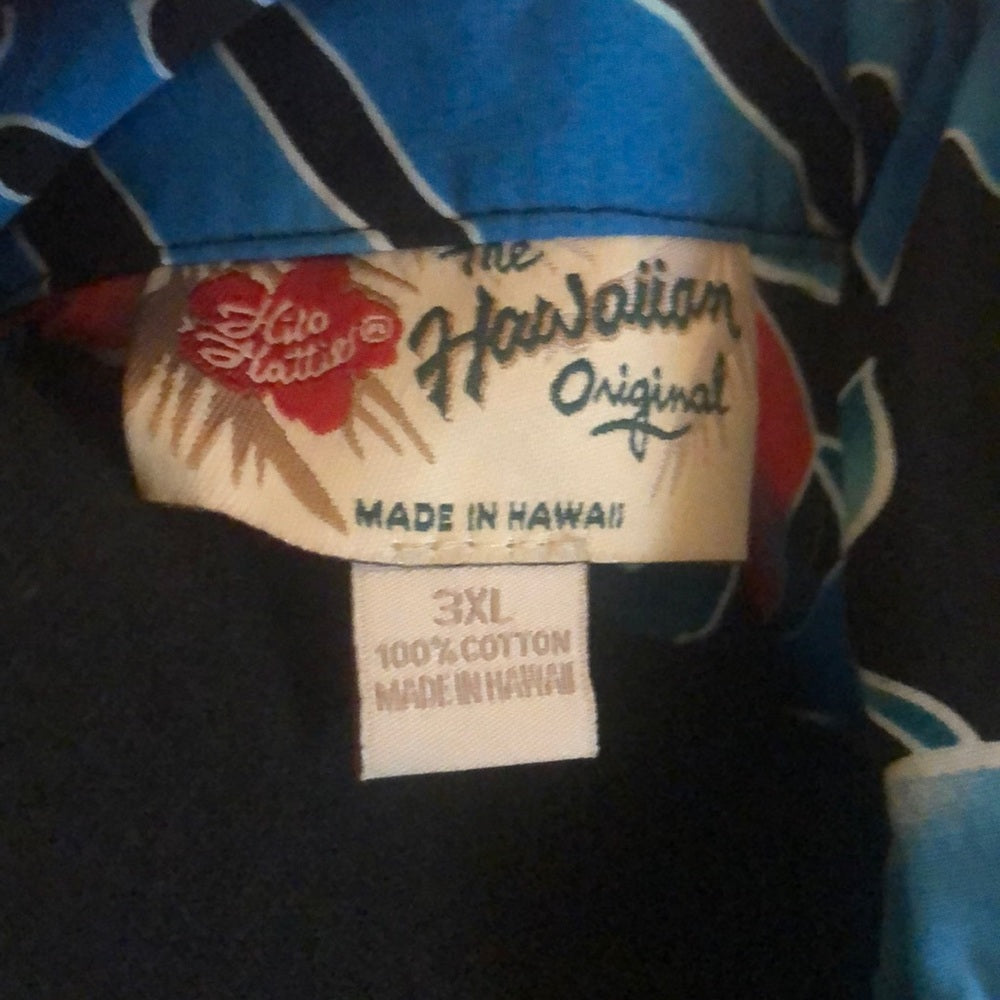 Hilo
Hattie®
The
Hawaiian
Original
MADE IN HAWAII
3XL
100% COTTON
MADE IN HAWAII